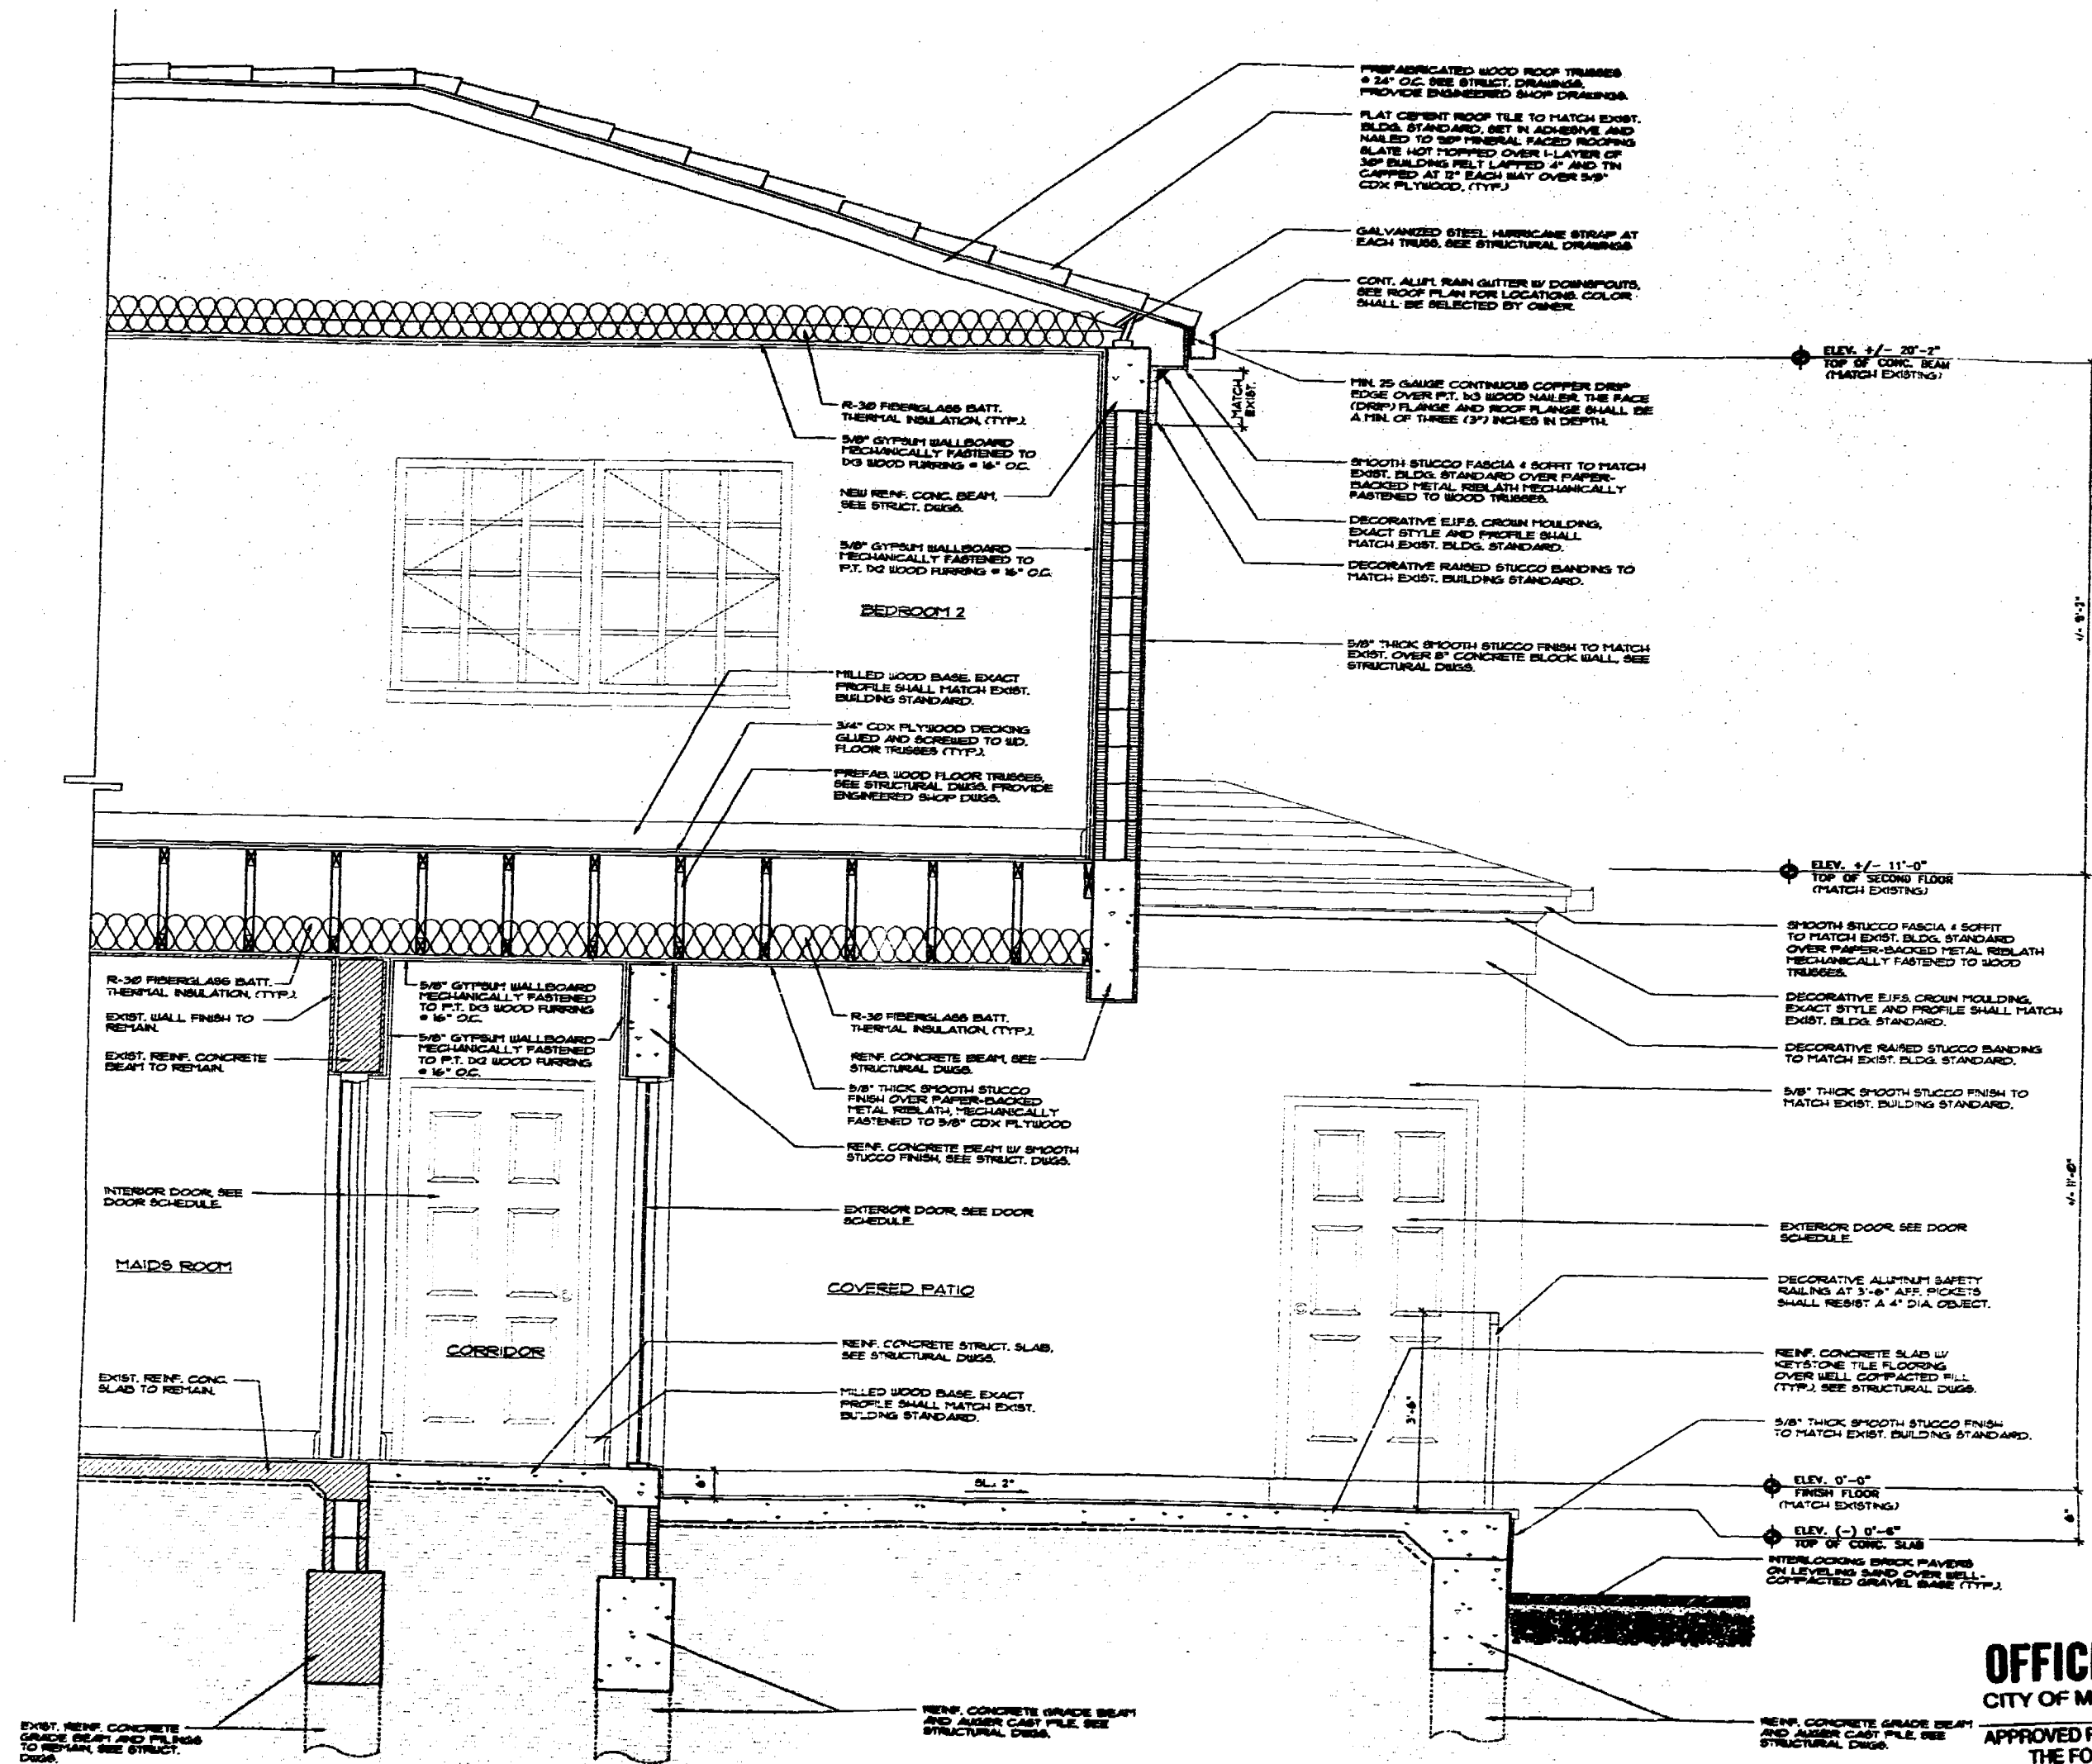 PREFABRICATED WOOD ROOF TRUSSES
@ 24" O.C. SEE STRUCT. DRAWINGS.
PROVIDE ENGINEERED SHOP DRAWINGS.
FLAT CEMENT ROOF TILE TO MATCH EXIST.
BLDG. STANDARD, SET IN ADHESIVE AND
NAILED TO 90# MINERAL FACED ROOFING
SLATE HOT MOPPED OVER 1-LAYER OF
30# BUILDING FELT LAPPED 4" AND TIN
CAPPED AT 12" EACH WAY OVER 5/8"
CDX PLYWOOD, (TYP.)
GALVANIZED STEEL HURRICANE STRAP AT
EACH TRUSS, SEE STRUCTURAL DRAWINGS
CONT. ALUM. RAIN GUTTER W/ DOWNSPOUTS,
SEE ROOF PLAN FOR LOCATIONS. COLOR
SHALL BE SELECTED BY OWNER.
ELEV. +/- 20'-2"
TOP OF CONC. BEAM
(MATCH EXISTING)
MIN. 25 GAUGE CONTINUOUS COPPER DRIP
EDGE OVER P.T. 1x3 WOOD NAILER. THE FACE
(DRIP) FLANGE AND ROOF FLANGE SHALL BE
A MIN. OF THREE (3") INCHES IN DEPTH.
MATCH
EXIST.
SMOOTH STUCCO FASCIA & SOFFIT TO MATCH
EXIST. BLDG. STANDARD OVER PAPER-
BACKED METAL RIBLATH MECHANICALLY
FASTENED TO WOOD TRUSSES.
DECORATIVE E.I.F.S. CROWN MOULDING,
EXACT STYLE AND PROFILE SHALL
MATCH EXIST. BLDG. STANDARD.
DECORATIVE RAISED STUCCO BANDING TO
MATCH EXIST. BUILDING STANDARD.
5/8" THICK SMOOTH STUCCO FINISH TO MATCH
EXIST. OVER 8" CONCRETE BLOCK WALL, SEE
STRUCTURAL DWGS.
+/- 9'-2"
R-30 FIBERGLASS BATT.
THERMAL INSULATION, (TYP.)
5/8" GYPSUM WALLBOARD
MECHANICALLY FASTENED TO
1X3 WOOD FURRING @ 16" O.C.
NEW REINF. CONC. BEAM,
SEE STRUCT. DWGS.
5/8" GYPSUM WALLBOARD
MECHANICALLY FASTENED TO
P.T. 1X2 WOOD FURRING @ 16" O.C.
BEDROOM 2
MILLED WOOD BASE. EXACT
PROFILE SHALL MATCH EXIST.
BUILDING STANDARD.
3/4" CDX PLYWOOD DECKING
GLUED AND SCREWED TO WD.
FLOOR TRUSSES (TYP.)
PREFAB. WOOD FLOOR TRUSSES,
SEE STRUCTURAL DWGS. PROVIDE
ENGINEERED SHOP DWGS.
ELEV. +/- 11'-0"
TOP OF SECOND FLOOR
(MATCH EXISTING)
SMOOTH STUCCO FASCIA & SOFFIT
TO MATCH EXIST. BLDG. STANDARD
OVER PAPER-BACKED METAL RIBLATH
MECHANICALLY FASTENED TO WOOD
TRUSSES.
DECORATIVE E.I.F.S. CROWN MOULDING,
EXACT STYLE AND PROFILE SHALL MATCH
EXIST. BLDG. STANDARD.
DECORATIVE RAISED STUCCO BANDING
TO MATCH EXIST. BLDG. STANDARD.
5/8" THICK SMOOTH STUCCO FINISH TO
MATCH EXIST. BUILDING STANDARD.
+/- 11'-0"
R-30 FIBERGLASS BATT.
THERMAL INSULATION, (TYP.)
EXIST. WALL FINISH TO
REMAIN.
EXIST. REINF. CONCRETE
BEAM TO REMAIN.
5/8" GYPSUM WALLBOARD
MECHANICALLY FASTENED
TO P.T. 1X3 WOOD FURRING
@ 16" O.C.
5/8" GYPSUM WALLBOARD
MECHANICALLY FASTENED
TO P.T. 1X2 WOOD FURRING
@ 16" O.C.
R-30 FIBERGLASS BATT.
THERMAL INSULATION, (TYP.)
REINF. CONCRETE BEAM, SEE
STRUCTURAL DWGS.
5/8" THICK SMOOTH STUCCO
FINISH OVER PAPER-BACKED
METAL RIBLATH, MECHANICALLY
FASTENED TO 5/8" CDX PLYWOOD
REINF. CONCRETE BEAM W/ SMOOTH
STUCCO FINISH, SEE STRUCT. DWGS.
INTERIOR DOOR, SEE
DOOR SCHEDULE.
EXTERIOR DOOR, SEE DOOR
SCHEDULE.
EXTERIOR DOOR, SEE DOOR
SCHEDULE.
MAIDS ROOM
COVERED PATIO
CORRIDOR
DECORATIVE ALUMINUM SAFETY
RAILING AT 3'-6" AFF. PICKETS
SHALL RESIST A 4" DIA. OBJECT.
3'-6"
EXIST. REINF. CONC.
SLAB TO REMAIN.
REINF. CONCRETE STRUCT. SLAB,
SEE STRUCTURAL DWGS.
MILLED WOOD BASE. EXACT
PROFILE SHALL MATCH EXIST.
BUILDING STANDARD.
REINF. CONCRETE SLAB W/
KEYSTONE TILE FLOORING
OVER WELL COMPACTED FILL
(TYP.), SEE STRUCTURAL DWGS.
5/8" THICK SMOOTH STUCCO FINISH
TO MATCH EXIST. BUILDING STANDARD.
6"
SL. 2"
ELEV. 0'-0"
FINISH FLOOR
(MATCH EXISTING)
6"
ELEV. (-) 0'-6"
TOP OF CONC. SLAB
INTERLOCKING BRICK PAVERS
ON LEVELING SAND OVER WELL-
COMPACTED GRAVEL BASE (TYP.)
EXIST. REINF. CONCRETE
GRADE BEAM AND PILINGS
TO REMAIN, SEE STRUCT.
DWGS.
REINF. CONCRETE GRADE BEAM
AND AUGER CAST PILE, SEE
STRUCTURAL DWGS.
REINF. CONCRETE GRADE BEAM
AND AUGER CAST PILE, SEE
STRUCTURAL DWGS.
OFFIC
CITY OF M
APPROVED
THE FO